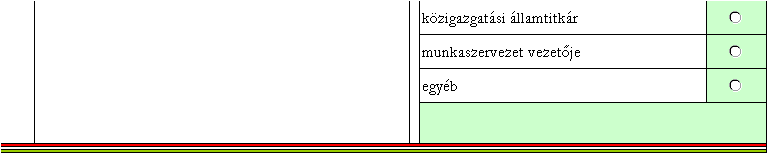 közigazgatási államtitkár
munkaszervezet vezetője
egyéb